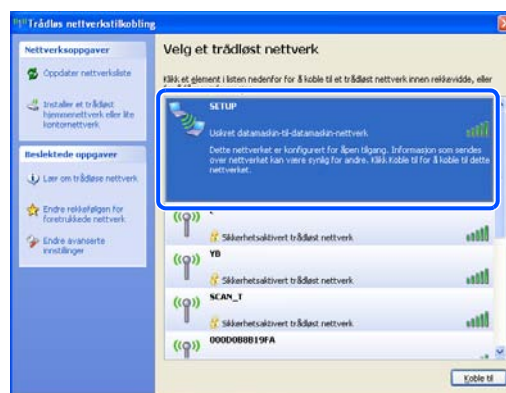 Trådløs nettverkstilkobling
Nettverksoppgaver
Oppdater nettverksliste
Installer et trådløst
hjemmenettverk eller lite
kontornettverk
Beslektede oppgaver
Lær om trådløse nettverk
Endre rekkefølgen for
foretrukkede nettverk
Endre avanserte
innstillinger
Velg et trådløst nettverk
Klikk et element i listen nedenfor for å koble til et trådløst nettverk innen rekkevidde, eller
SETUP
Usikret datamaskin-til-datamaskin-nettverk
Dette nettverket er konfigurert for åpen tilgang. Informasjon som sendes
over nettverket kan være synlig for andre. Klikk Koble til for å koble til dette
nettverket.
Sikkerhetsaktivert trådløst nettverk
YB
Sikkerhetsaktivert trådløst nettverk
SCAN_T
Sikkerhetsaktivert trådløst nettverk
000D0B8B19FA
Koble til